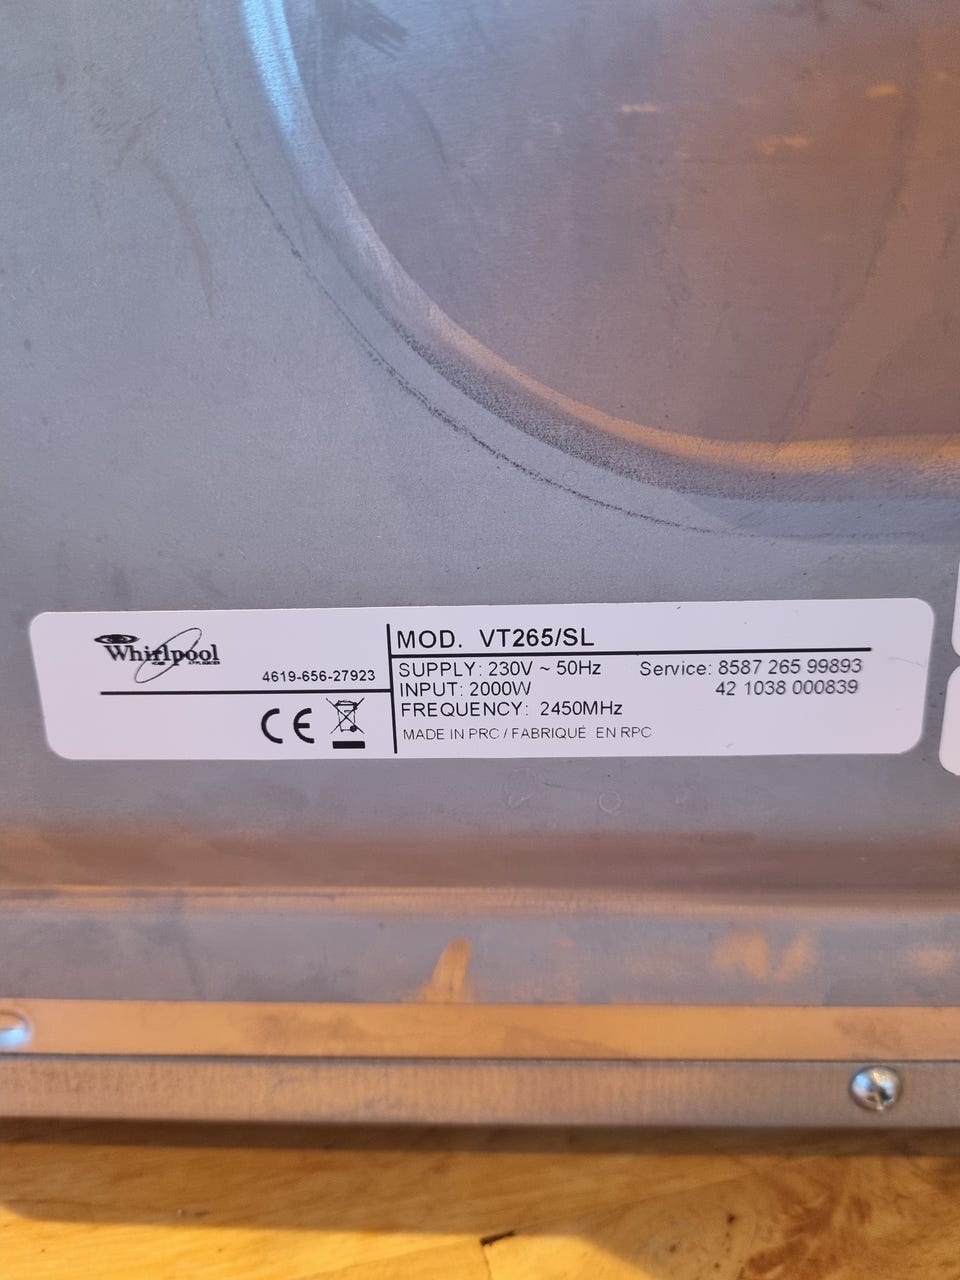 Whirlpool
4619-656-27923
CE
MOD. VT265/SL
SUPPLY: 230V ~ 50Hz Service: 8587 265 99893
INPUT: 2000W 42 1038 000839
FREQUENCY: 2450MHz
MADE IN PRC / FABRIQUÉ EN RPC